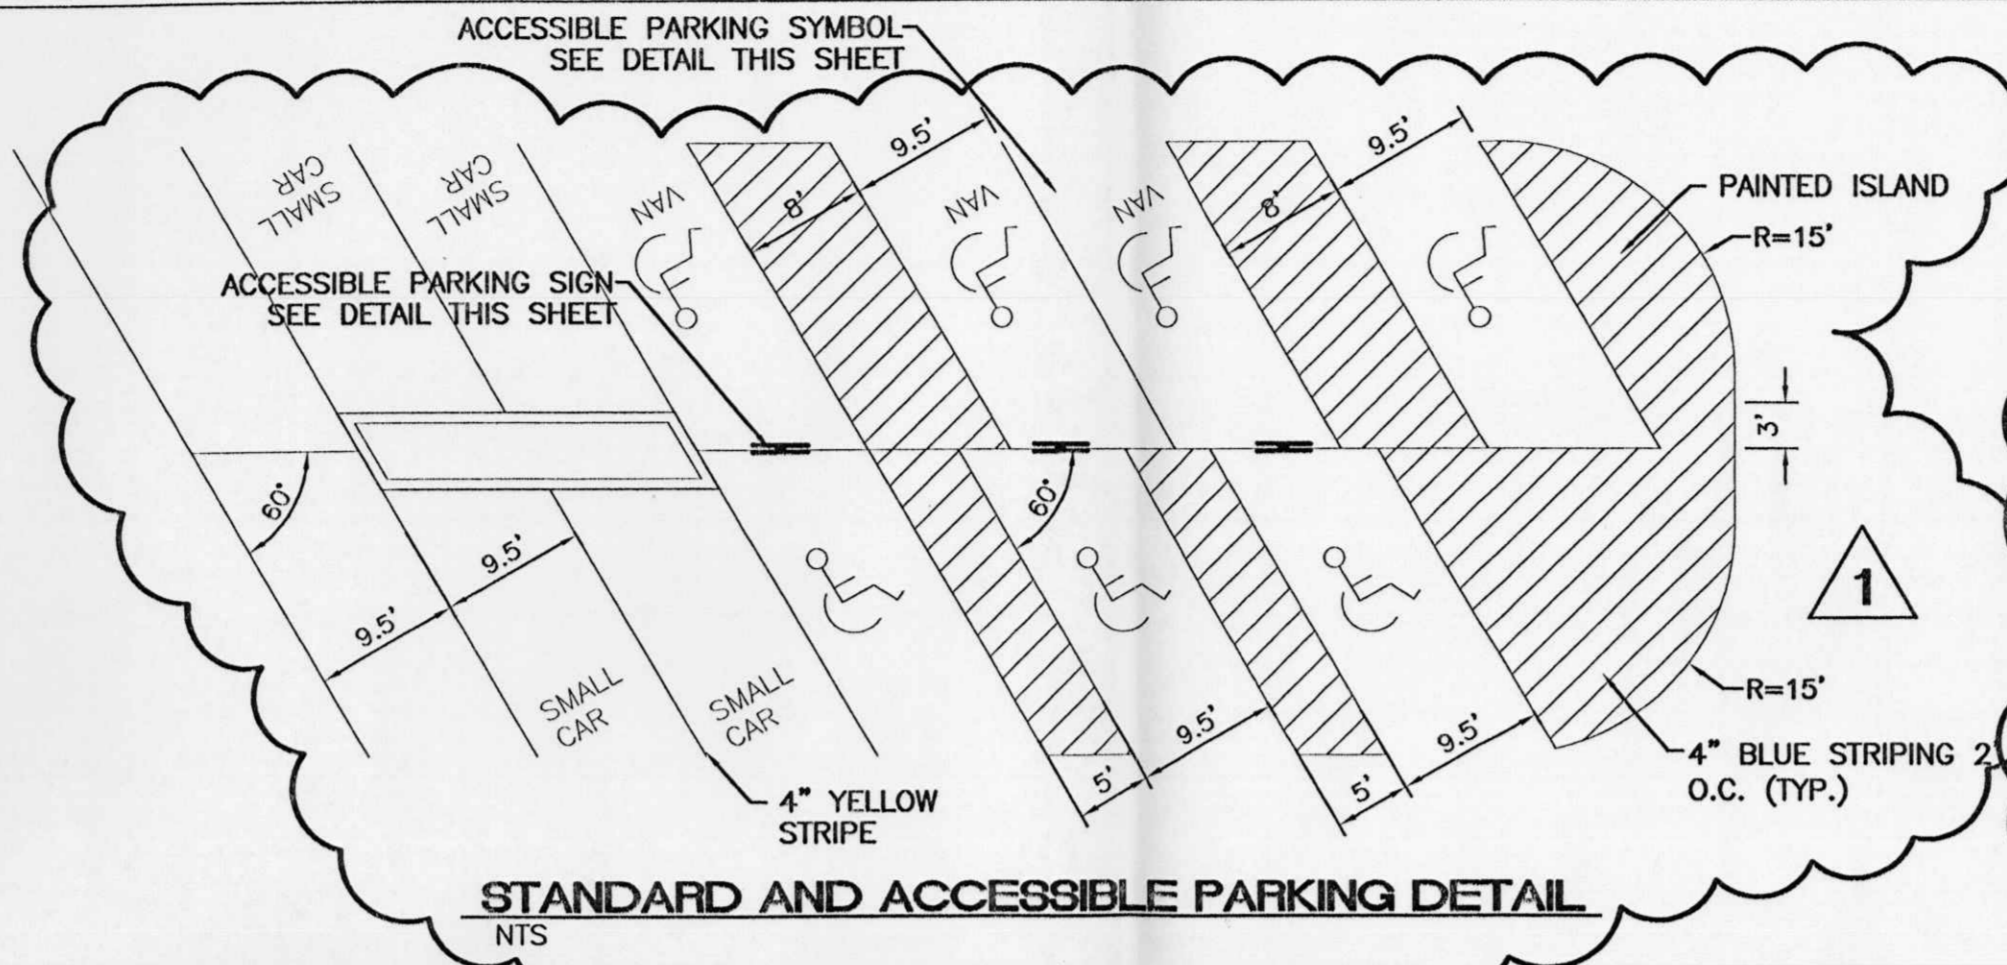 ACCESSIBLE PARKING SYMBOL
SEE DETAIL THIS SHEET
9.5'
9.5'
SMALL
CAR
SMALL
CAR
VAN
8'
VAN
VAN
8'
PAINTED ISLAND
R=15'
ACCESSIBLE PARKING SIGN
SEE DETAIL THIS SHEET
3'
60°
60°
9.5'
9.5'
1
SMALL
CAR
SMALL
CAR
9.5'
9.5'
R=15'
5'
5'
4" BLUE STRIPING 2
O.C. (TYP.)
4" YELLOW
STRIPE
STANDARD AND ACCESSIBLE PARKING DETAIL
NTS